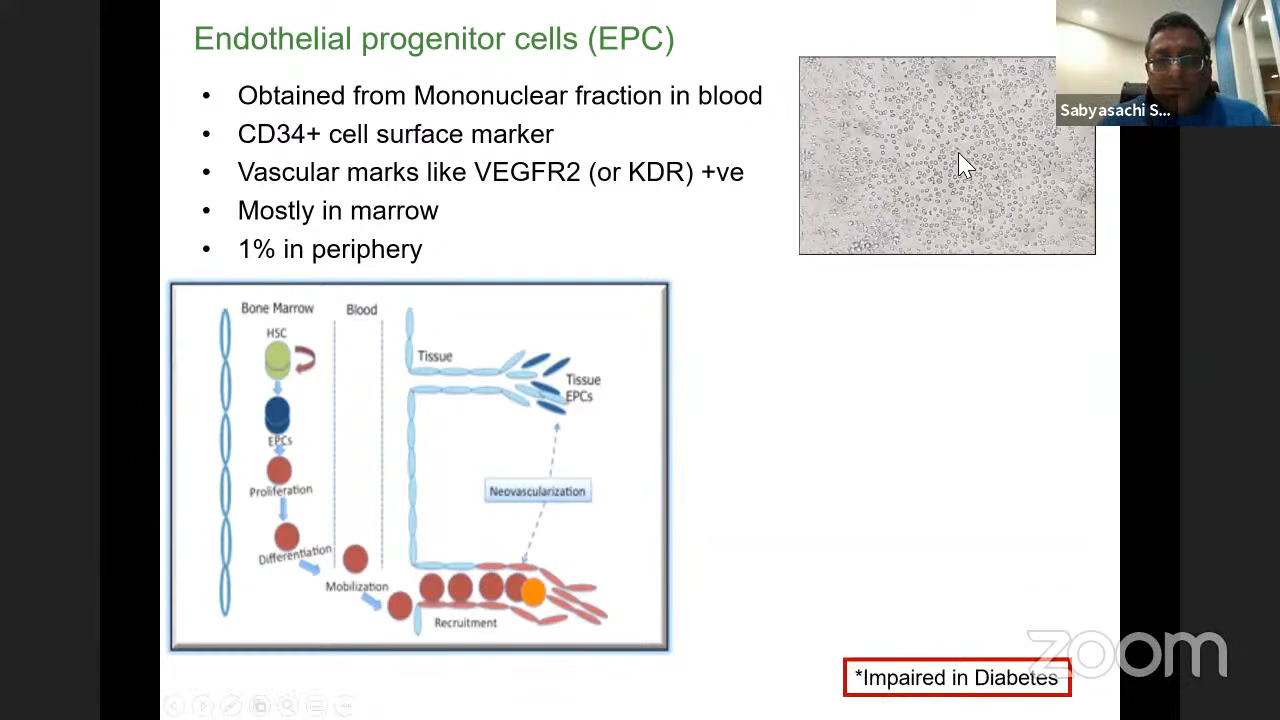 Endothelial progenitor cells (EPC)
• Obtained from Mononuclear fraction in blood
• CD34+ cell surface marker
• Vascular marks like VEGFR2 (or KDR) +ve
• Mostly in marrow
• 1% in periphery
Sabyasachi S...
Bone Marrow
Blood
HSC
Tissue
Tissue
EPCs
EPCs
Proliferation
Neovascularization
Differentiation
Mobilization
Recruitment
zoom
*Impaired in Diabetes